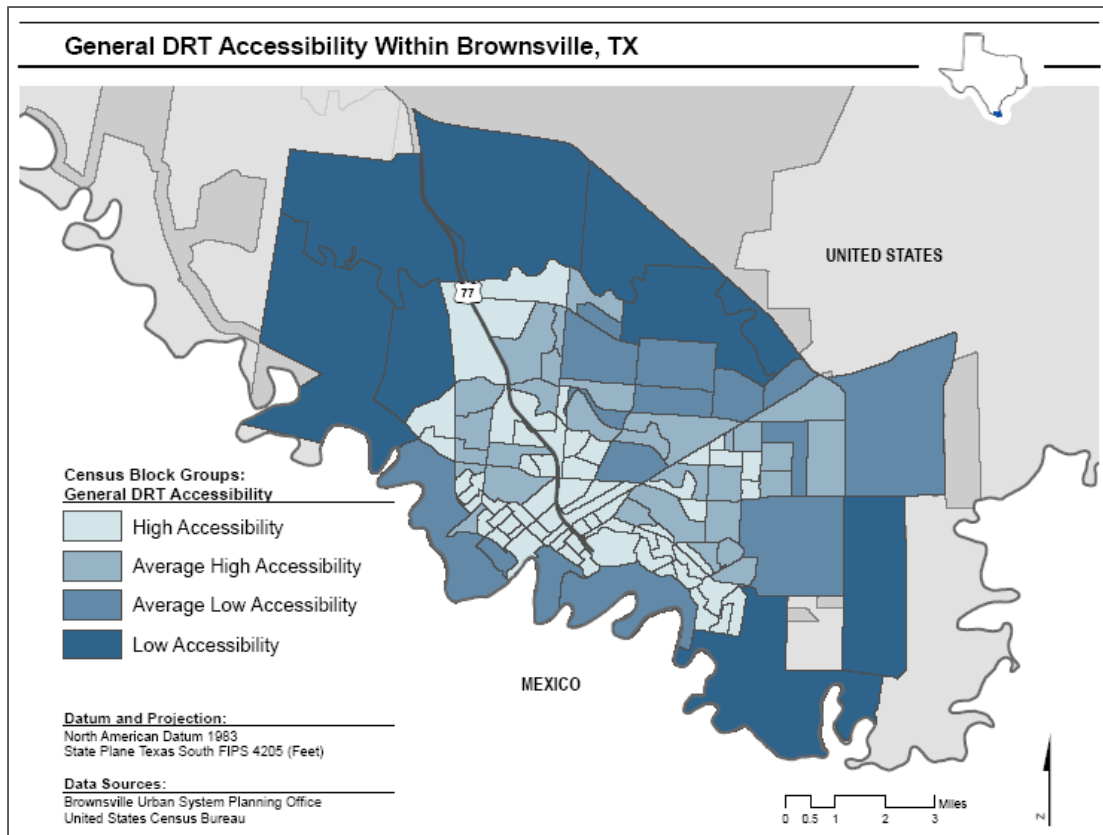 General DRT Accessibility Within Brownsville, TX
UNITED STATES
77
Census Block Groups:
General DRT Accessibility
High Accessibility
Average High Accessibility
Average Low Accessibility
Low Accessibility
MEXICO
Datum and Projection:
North American Datum 1983
State Plane Texas South FIPS 4205 (Feet)
Data Sources:
Brownsville Urban System Planning Office
United States Census Bureau
Miles
0 0.5 1 2 3
N